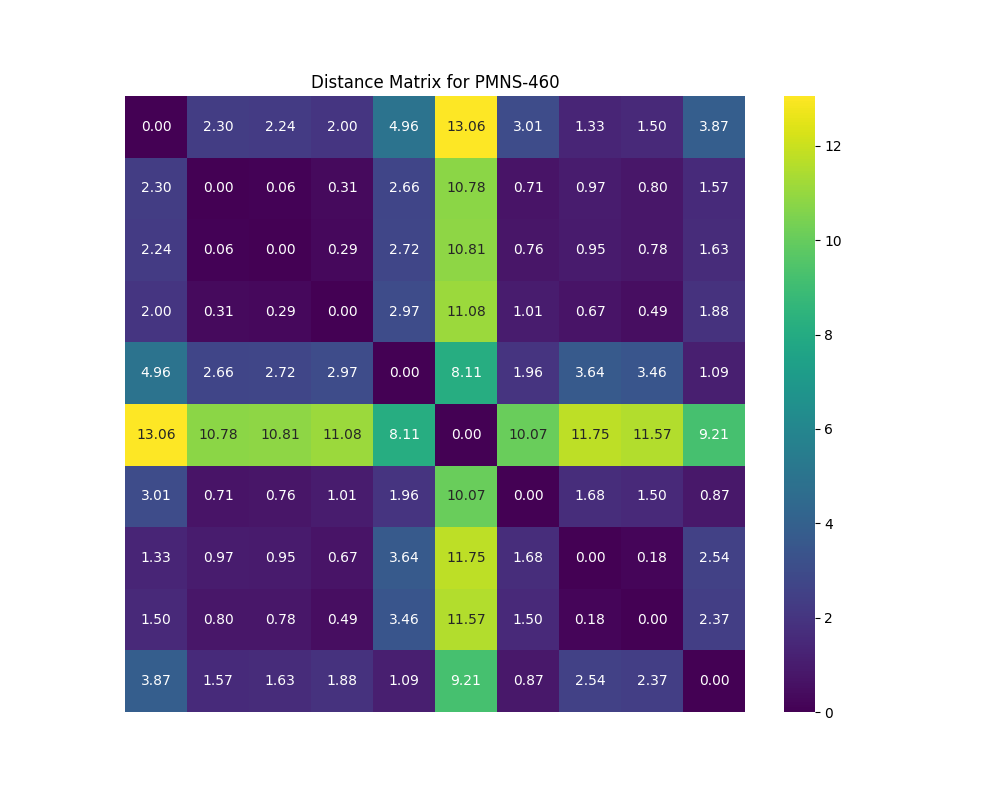 Distance Matrix for PMNS-460
0.00 2.30 2.24 2.00 4.96 13.06 3.01 1.33 1.50 3.87
2.30 0.00 0.06 0.31 2.66 10.78 0.71 0.97 0.80 1.57
2.24 0.06 0.00 0.29 2.72 10.81 0.76 0.95 0.78 1.63
2.00 0.31 0.29 0.00 2.97 11.08 1.01 0.67 0.49 1.88
4.96 2.66 2.72 2.97 0.00 8.11 1.96 3.64 3.46 1.09
13.06 10.78 10.81 11.08 8.11 0.00 10.07 11.75 11.57 9.21
3.01 0.71 0.76 1.01 1.96 10.07 0.00 1.68 1.50 0.87
1.33 0.97 0.95 0.67 3.64 11.75 1.68 0.00 0.18 2.54
1.50 0.80 0.78 0.49 3.46 11.57 1.50 0.18 0.00 2.37
3.87 1.57 1.63 1.88 1.09 9.21 0.87 2.54 2.37 0.00
12
10
8
6
4
2
0